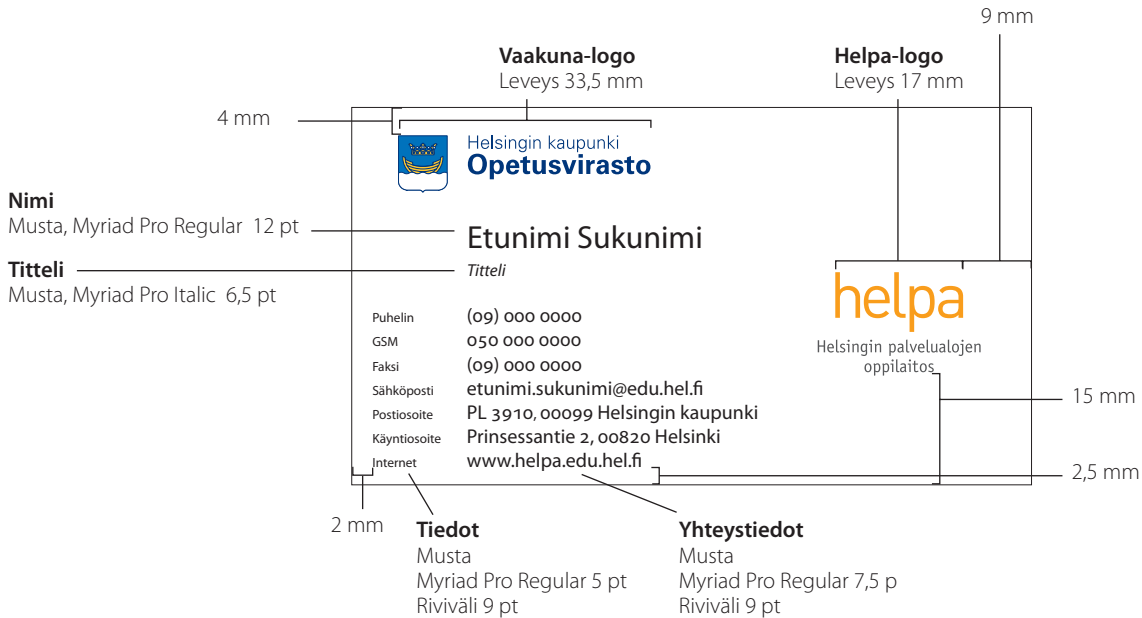 9 mm
Vaakuna-logo
Leveys 33,5 mm
Helpa-logo
Leveys 17 mm
4 mm
Helsingin kaupunki
Opetusvirasto
Nimi
Musta, Myriad Pro Regular 12 pt
Etunimi Sukunimi
Titteli
Musta, Myriad Pro Italic 6,5 pt
Titteli
helpa
Helsingin palvelualojen
oppilaitos
Puhelin (09) 000 0000
GSM 050 000 0000
Faksi (09) 000 0000
Sähköposti etunimi.sukunimi@edu.hel.fi
Postiosoite PL 3910, 00099 Helsingin kaupunki
Käyntiosoite Prinsessantie 2, 00820 Helsinki
Internet www.helpa.edu.hel.fi
15 mm
2,5 mm
2 mm
Tiedot
Musta
Myriad Pro Regular 5 pt
Riviväli 9 pt
Yhteystiedot
Musta
Myriad Pro Regular 7,5 p
Riviväli 9 pt